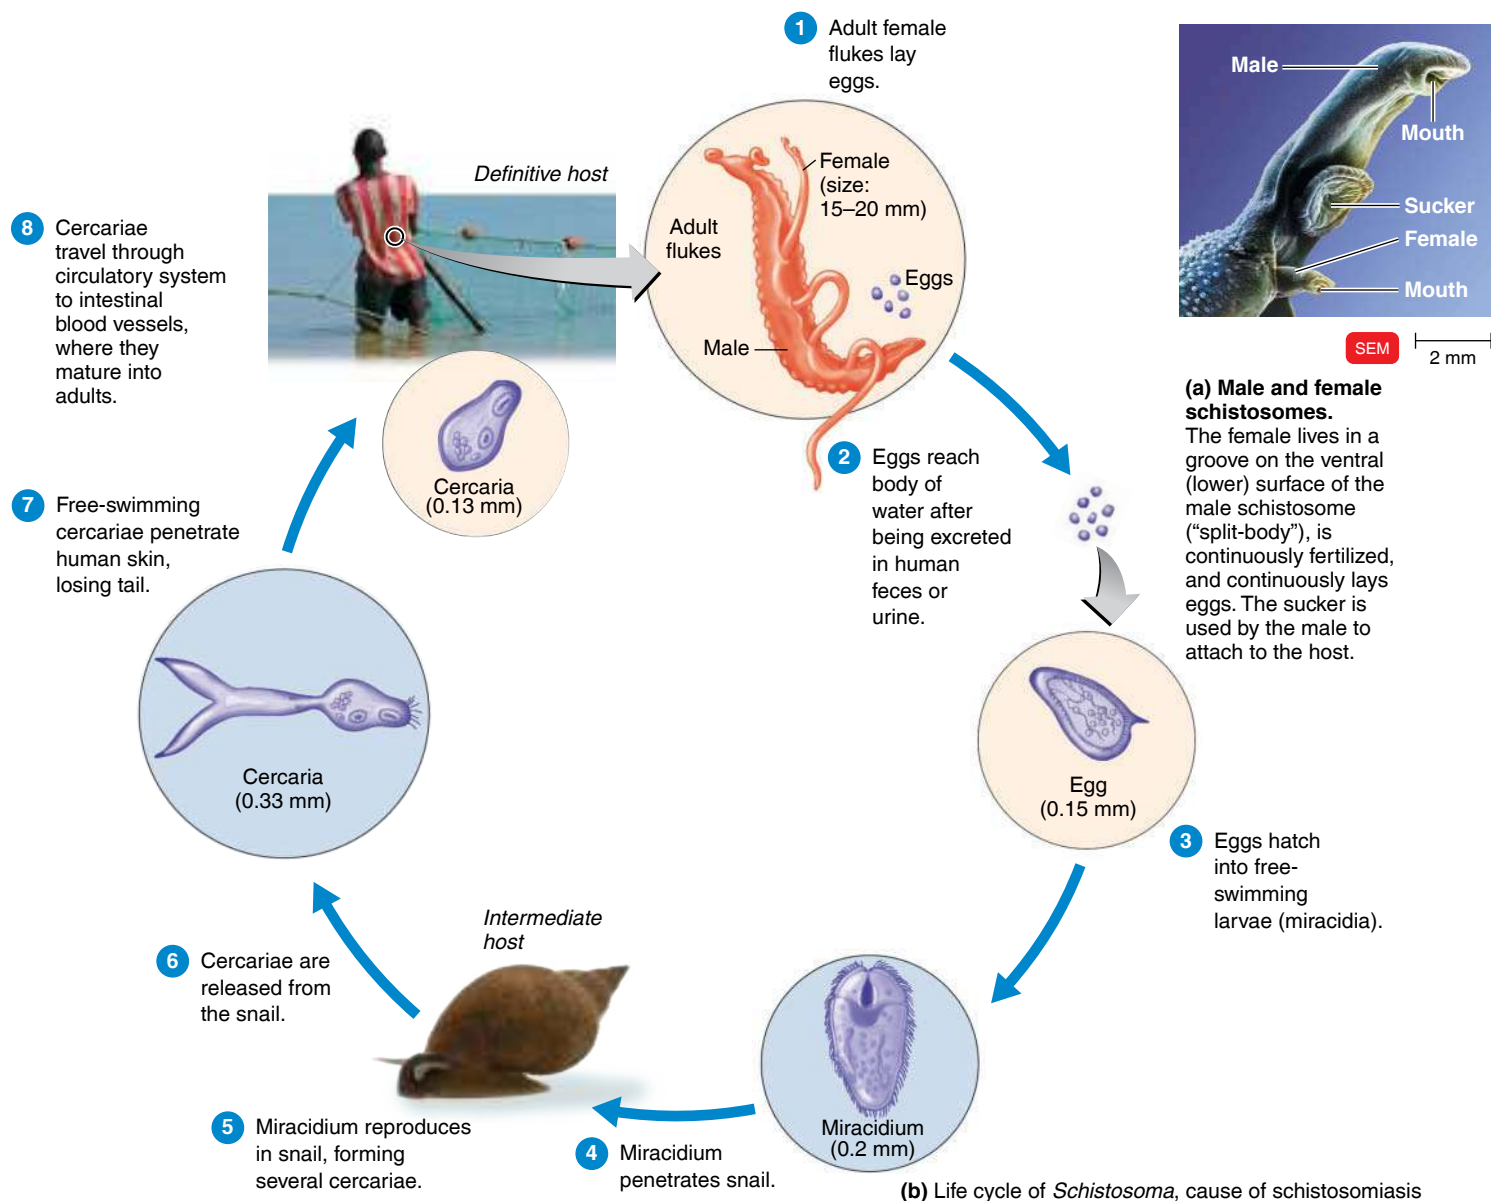 1 Adult female
flukes lay
eggs.
Definitive host
Female
(size:
15–20 mm)
Adult
flukes
Eggs
Male
2 Eggs reach
body of
water after
being excreted
in human
feces or
urine.
Egg
(0.15 mm)
3 Eggs hatch
into free-
swimming
larvae (miracidia).
Miracidium
(0.2 mm)
4 Miracidium
penetrates snail.
5 Miracidium reproduces
in snail, forming
several cercariae.
Intermediate
host
6 Cercariae are
released from
the snail.
Cercaria
(0.33 mm)
7 Free-swimming
cercariae penetrate
human skin,
losing tail.
Cercaria
(0.13 mm)
8 Cercariae
travel through
circulatory system
to intestinal
blood vessels,
where they
mature into
adults.
Male
Mouth
Sucker
Female
Mouth
SEM
2 mm
(a) Male and female
schistosomes.
The female lives in a
groove on the ventral
(lower) surface of the
male schistosome
(“split-body”), is
continuously fertilized,
and continuously lays
eggs. The sucker is
used by the male to
attach to the host.
(b) Life cycle of Schistosoma, cause of schistosomiasis